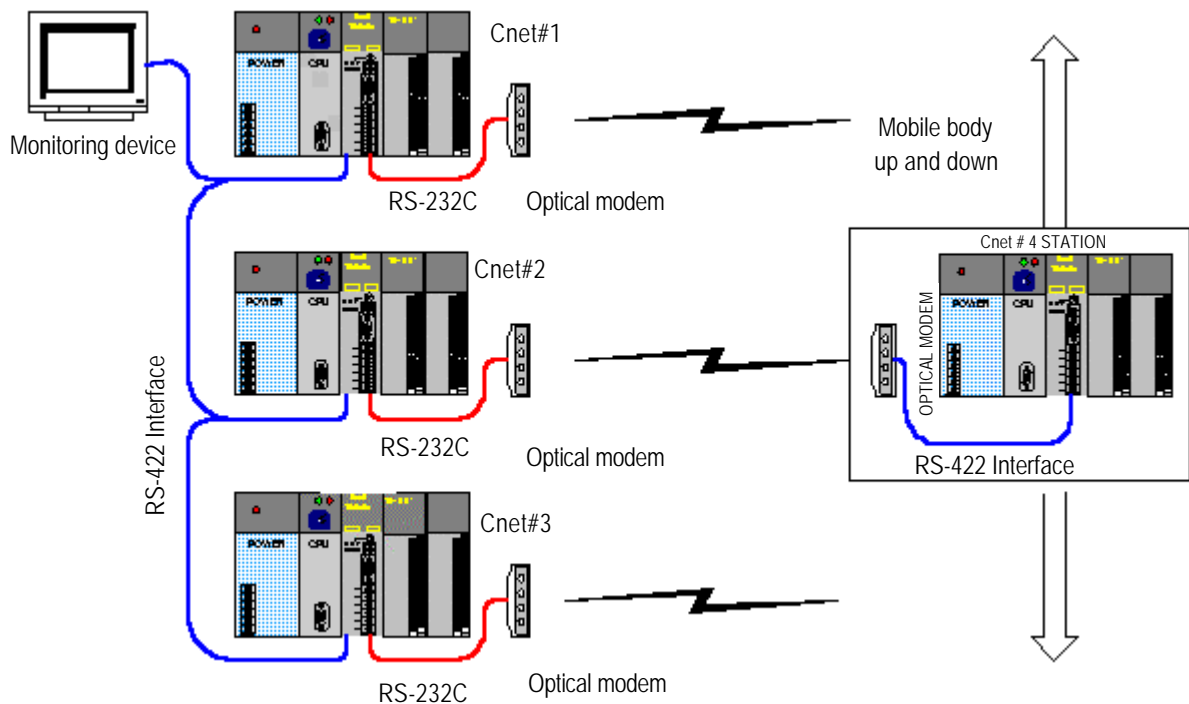 Cnet#1
POWER
CPU
Monitoring device
RS-232C
Optical modem
Mobile body
up and down
Cnet#2
POWER
CPU
RS-232C
Optical modem
RS-422 Interface
Cnet # 4 STATION
OPTICAL MODEM
POWER
CPU
RS-422 Interface
Cnet#3
POWER
CPU
RS-232C
Optical modem